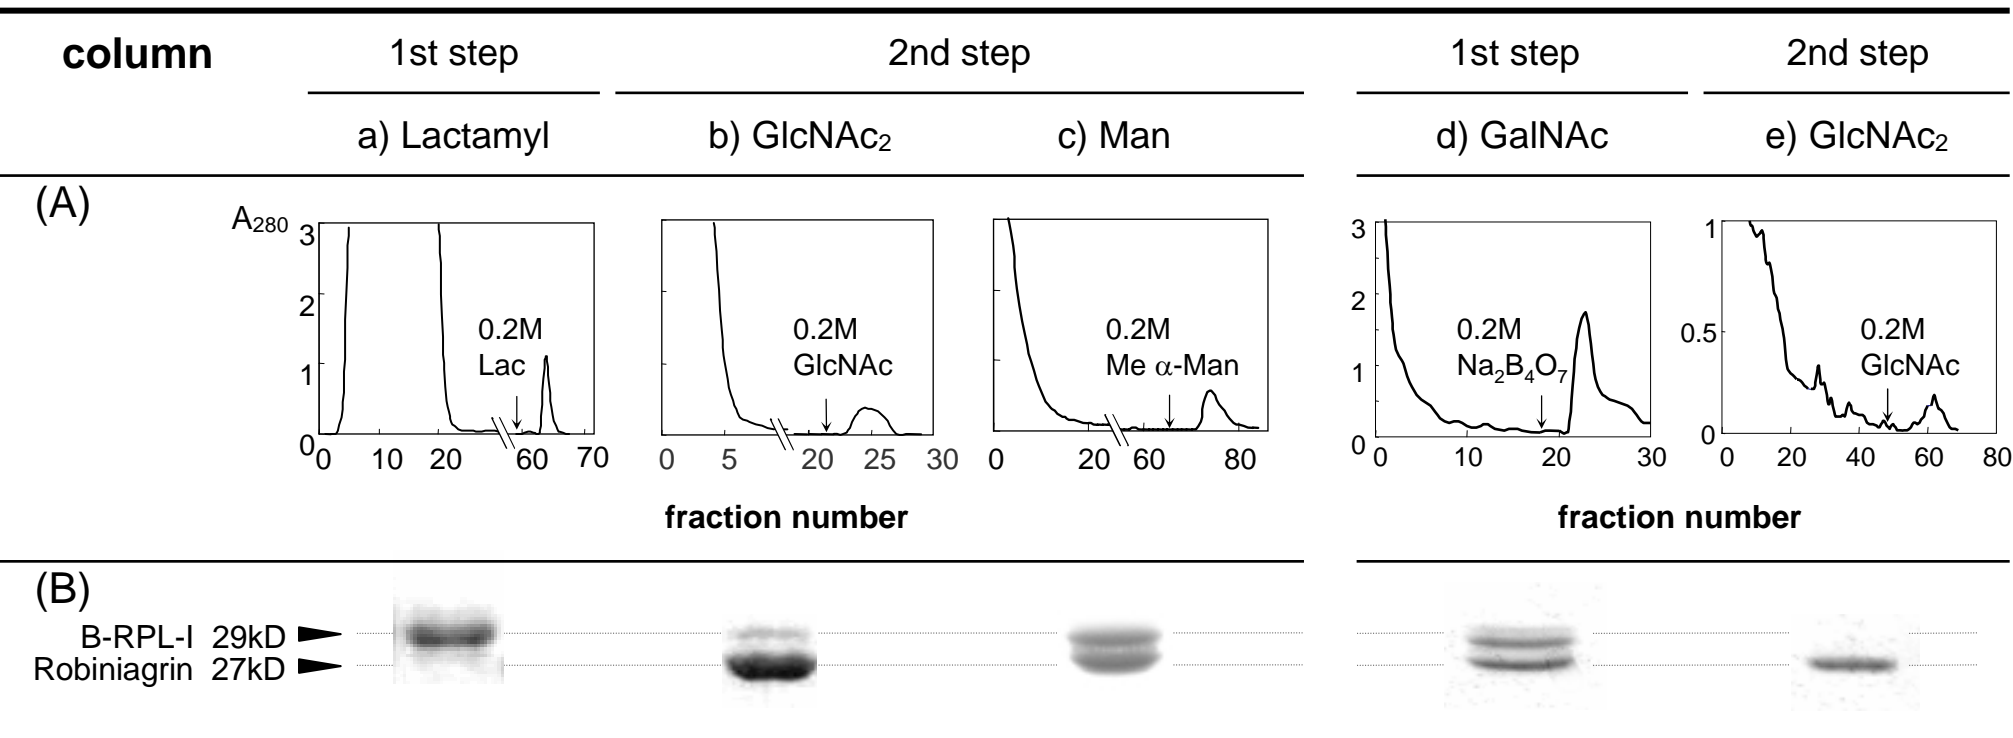 column 1st step 2nd step 1st step 2nd step
a) Lactamyl b) GlcNAc₂ c) Man d) GalNAc e) GlcNAc₂
(A)
A₂₈₀
3 3 1
2 2
0.2M 0.2M 0.2M 0.2M 0.5 0.2M
Lac GlcNAc Me α-Man Na₂B₄O₇ GlcNAc
1 1
0 0 0
0 10 20 60 70 0 5 20 25 30 0 20 60 80 0 10 20 30 0 20 40 60 80
fraction number fraction number
(B)
B-RPL-I 29kD
Robiniagrin 27kD